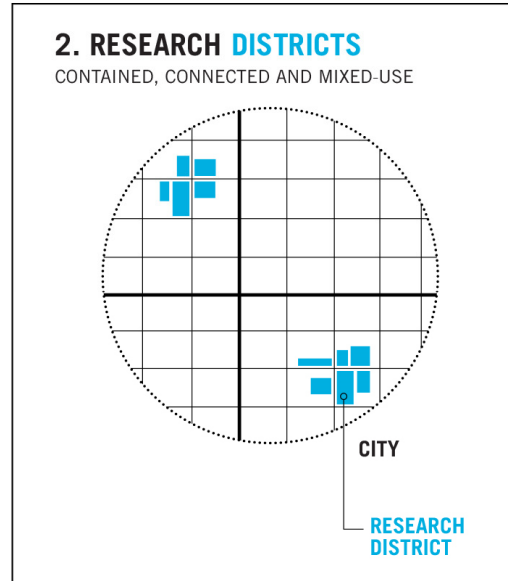 2. RESEARCH DISTRICTS
CONTAINED, CONNECTED AND MIXED-USE
CITY
RESEARCH
DISTRICT